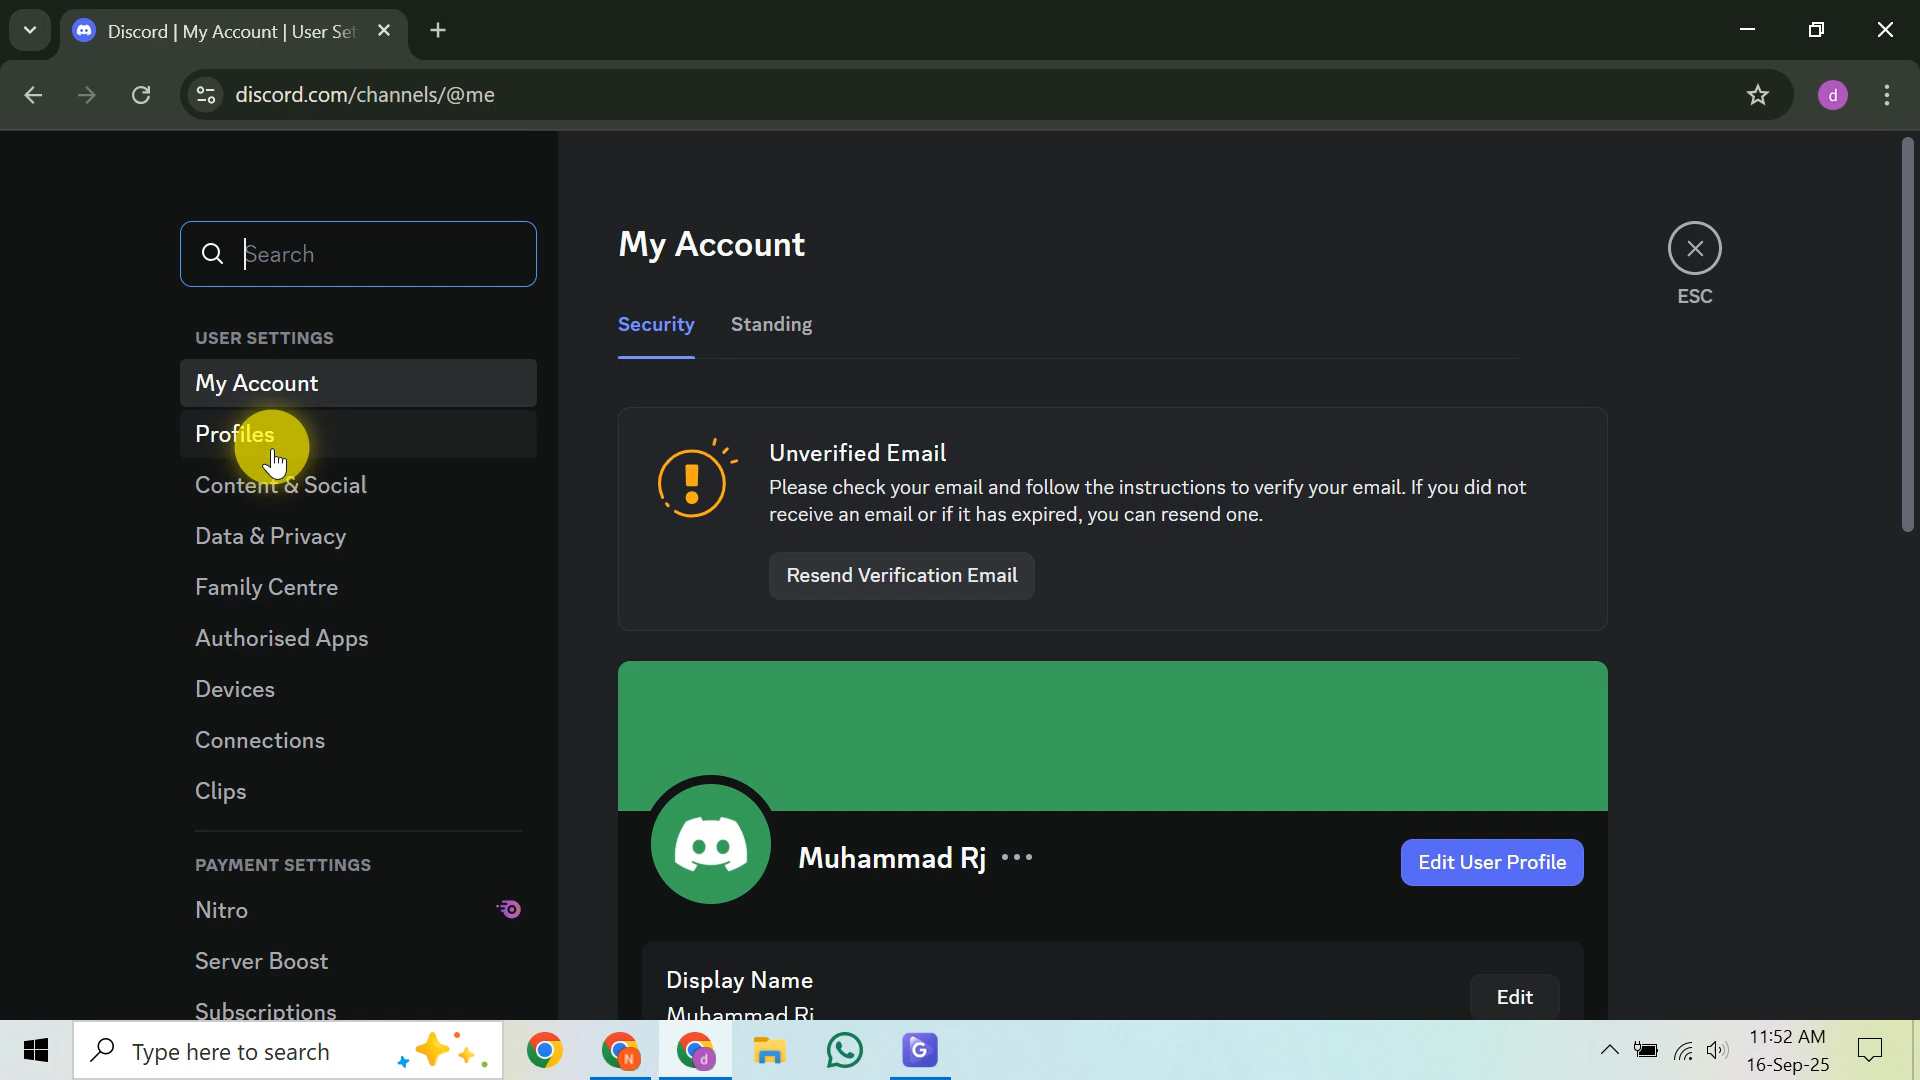 Discord | My Account | User Set
discord.com/channels/@me
d
Search
USER SETTINGS
My Account
Profiles
Content & Social
Data & Privacy
Family Centre
Authorised Apps
Devices
Connections
Clips
PAYMENT SETTINGS
Nitro
Server Boost
Subscriptions
My Account
ESC
Security Standing
Unverified Email
Please check your email and follow the instructions to verify your email. If you did not
receive an email or if it has expired, you can resend one.
Resend Verification Email
Muhammad Rj
Edit User Profile
Display Name
Muhammad Rj
Edit
Type here to search
N
d
G
11:52 AM
16-Sep-25